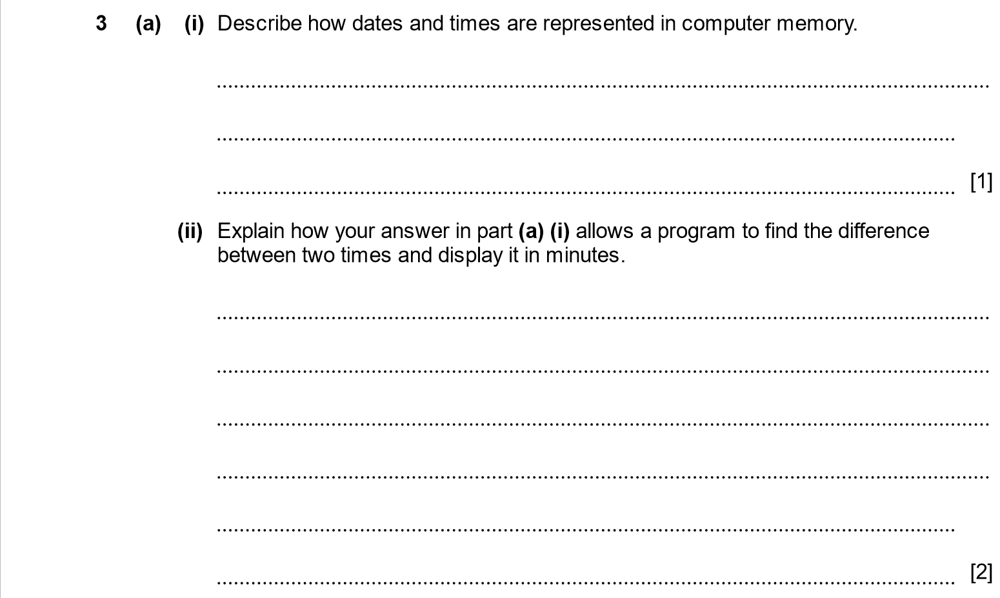 3 (a) (i) Describe how dates and times are represented in computer memory.
[1]
(ii) Explain how your answer in part (a) (i) allows a program to find the difference
between two times and display it in minutes.
[2]